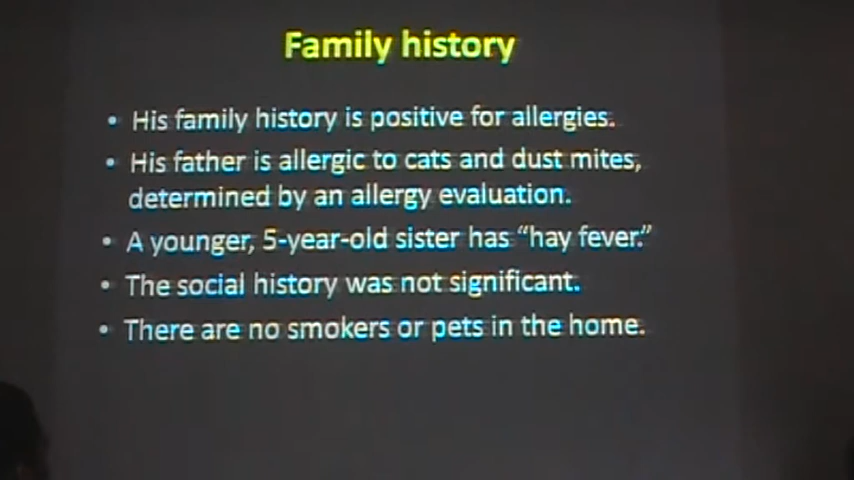 Family history
• His family history is positive for allergies.
• His father is allergic to cats and dust mites,
determined by an allergy evaluation.
• A younger, 5-year-old sister has “hay fever.”
• The social history was not significant.
• There are no smokers or pets in the home.